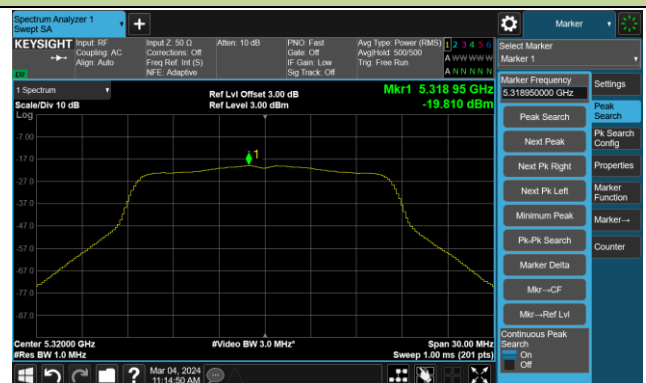 Spectrum Analyzer 1
Swept SA
Marker
KEYSIGHT
Input: RF
Coupling: AC
Align: Auto
Input Z: 50 Ω
Corrections: Off
Freq Ref: Int (S)
NFE: Adaptive
Atten: 10 dB
PNO: Fast
Gate: Off
IF Gain: Low
Sig Track: Off
Avg Type: Power (RMS)
Avg|Hold: 500/500
Trig: Free Run
1 2 3 4 5 6
A W W W W W
A N N N N N
LXI
Select Marker
Marker 1
1 Spectrum
Scale/Div 10 dB
Log
Ref Lvl Offset 3.00 dB
Ref Level 3.00 dBm
Mkr1 5.318 95 GHz
-19.810 dBm
-7.00
-17.0
-27.0
-37.0
-47.0
-57.0
-67.0
-77.0
-87.0
1
Center 5.32000 GHz
#Res BW 1.0 MHz
#Video BW 3.0 MHz*
Span 30.00 MHz
Sweep 1.00 ms (201 pts)
Marker Frequency
5.318950000 GHz
Peak Search
Next Peak
Next Pk Right
Next Pk Left
Minimum Peak
Pk-Pk Search
Marker Delta
Mkr→CF
Mkr→Ref Lvl
Continuous Peak
Search
On
Off
Settings
Peak
Search
Pk Search
Config
Properties
Marker
Function
Marker→
Counter
Mar 04, 2024
11:14:50 AM